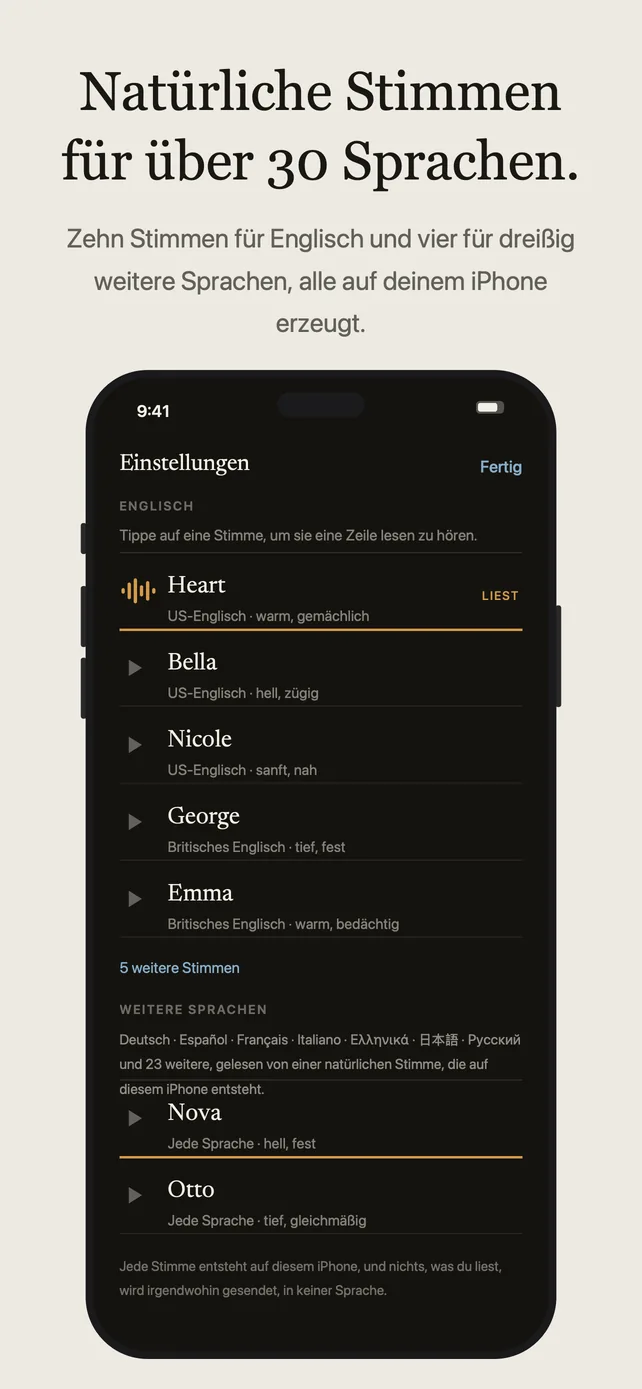 Natürliche Stimmen
für über 30 Sprachen.
Zehn Stimmen für Englisch und vier für dreißig
weitere Sprachen, alle auf deinem iPhone
erzeugt.
9:41
Einstellungen
Fertig
ENGLISCH
Tippe auf eine Stimme, um sie eine Zeile lesen zu hören.
Heart
US-Englisch · warm, gemächlich
LIEST
Bella
US-Englisch · hell, zügig
Nicole
US-Englisch · sanft, nah
George
Britisches Englisch · tief, fest
Emma
Britisches Englisch · warm, bedächtig
5 weitere Stimmen
WEITERE SPRACHEN
Deutsch · Español · Français · Italiano · Ελληνικά · 日本語 · Русский
und 23 weitere, gelesen von einer natürlichen Stimme, die auf
diesem iPhone entsteht.
Nova
Jede Sprache · hell, fest
Otto
Jede Sprache · tief, gleichmäßig
Jede Stimme entsteht auf diesem iPhone, und nichts, was du liest,
wird irgendwohin gesendet, in keiner Sprache.